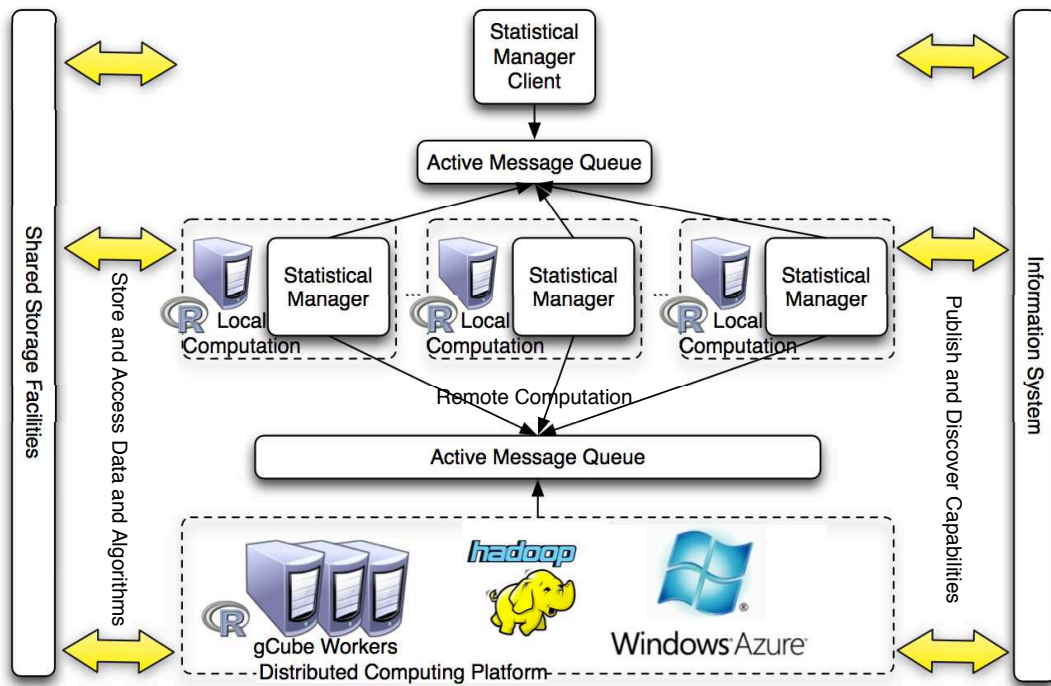 Statistical
Manager
Client
Active Message Queue
Shared Storage Facilities
Store and Access Data and Algorithms
R
Local
Computation
Statistical
Manager
...
R
Local
Computation
Statistical
Manager
...
R
Local
Computation
Statistical
Manager
Publish and Discover Capabilities
Information System
Remote Computation
Active Message Queue
R
gCube Workers
hadoop
Windows Azure™
®
Distributed Computing Platform